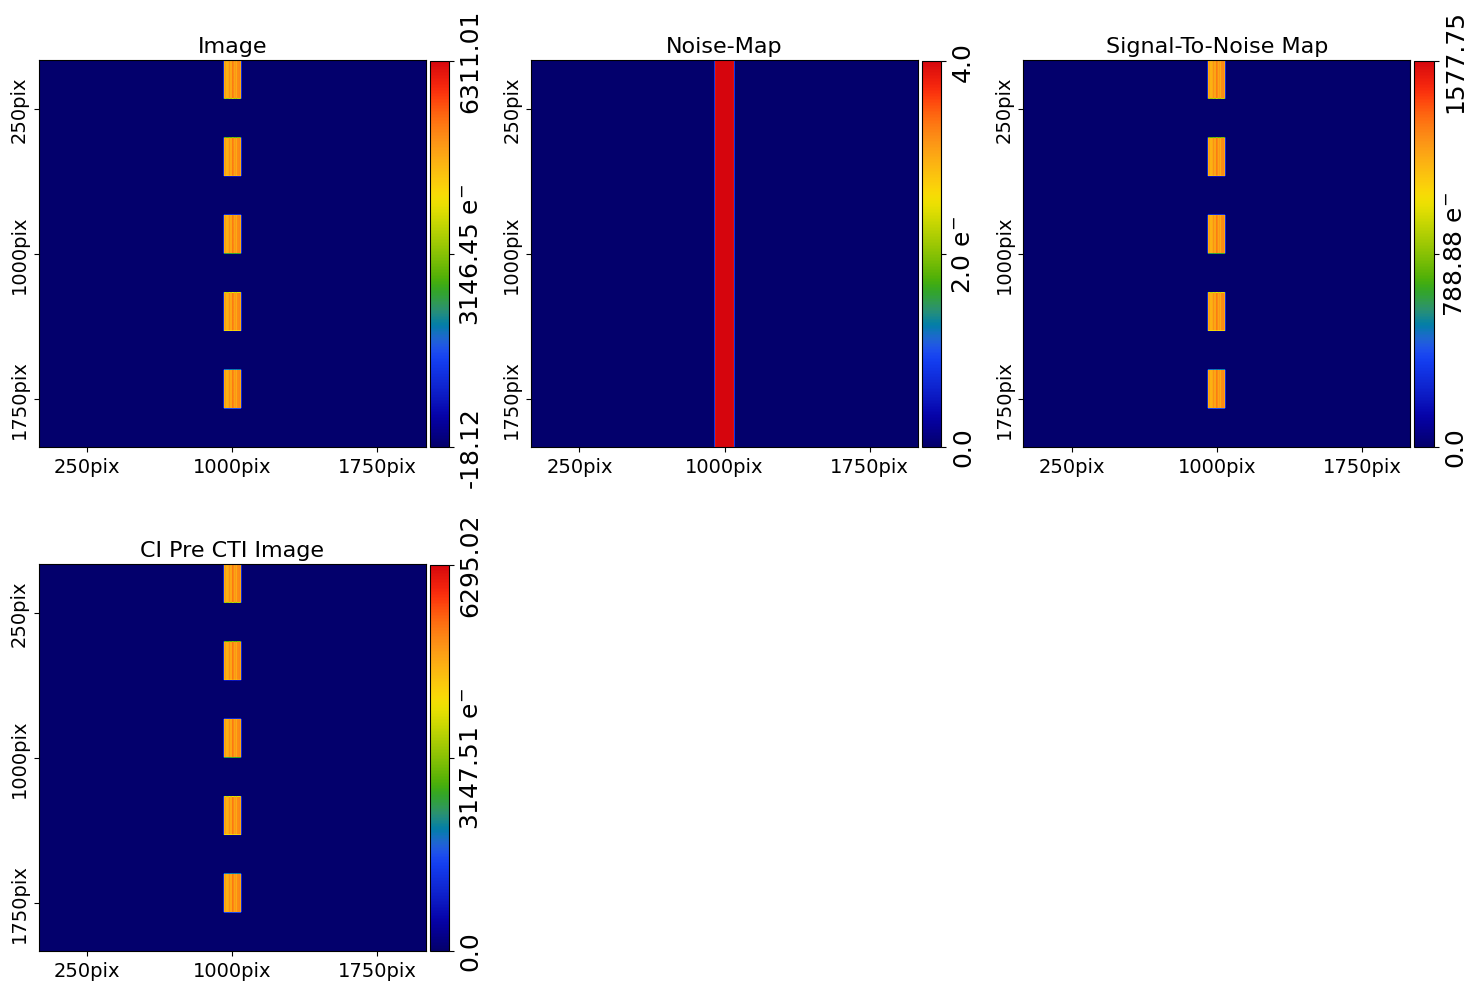 Image
250pix
1000pix
1750pix
250pix 1000pix 1750pix
6311.01
3146.45 e⁻
-18.12
Noise-Map
250pix
1000pix
1750pix
250pix 1000pix 1750pix
4.0
2.0 e⁻
0.0
Signal-To-Noise Map
250pix
1000pix
1750pix
250pix 1000pix 1750pix
1577.75
788.88 e⁻
0.0
CI Pre CTI Image
250pix
1000pix
1750pix
250pix 1000pix 1750pix
6295.02
3147.51 e⁻
0.0